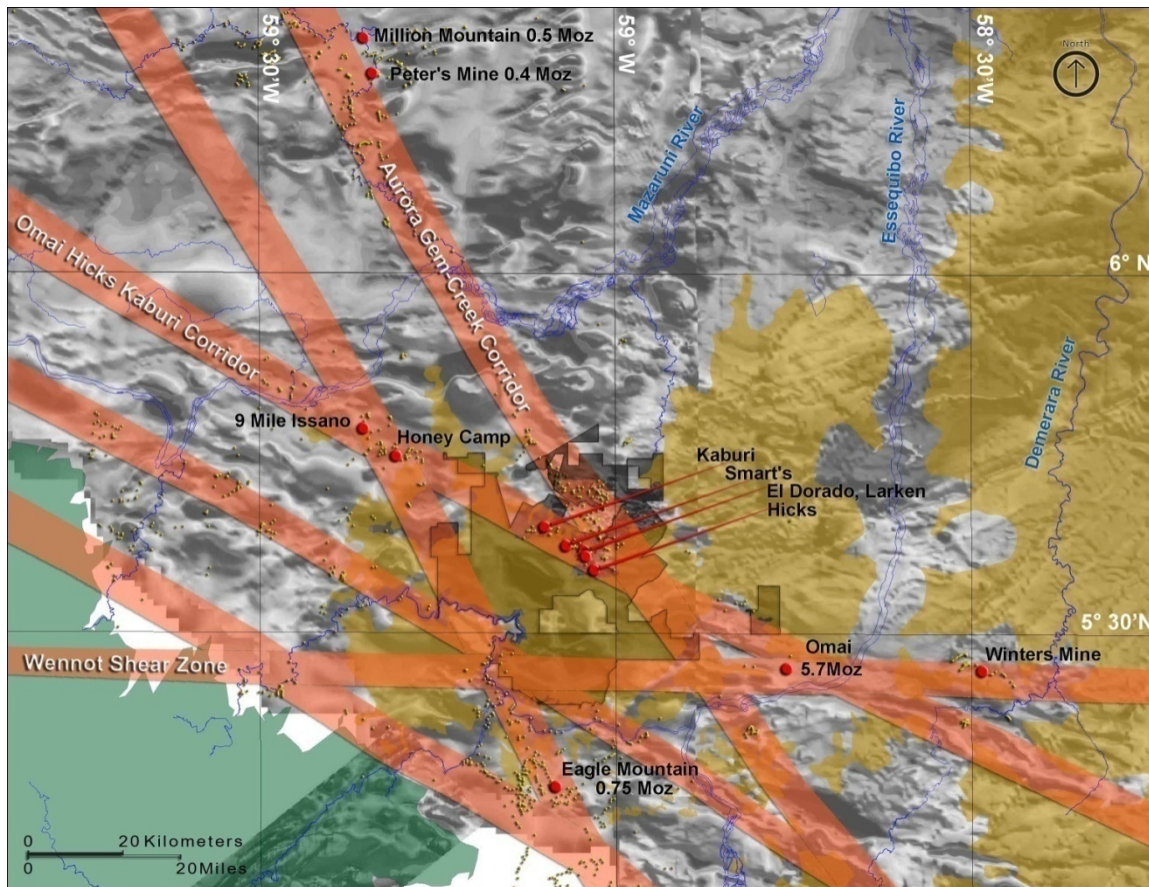 Million Mountain 0.5 Moz
Peter's Mine 0.4 Moz
59° 30'W
59° W
58° 30'W
North
Mazaruni River
Essequibo River
Demerara River
Aurora Gem-Creek Corridor
Omai Hicks Kaburi Corridor
6° N
9 Mile Issano
Honey Camp
Kaburi
Smart's
El Dorado, Larken
Hicks
5° 30'N
Wennot Shear Zone
Omai
5.7Moz
Winters Mine
Eagle Mountain
0.75 Moz
0 20 Kilometers
0 20 Miles